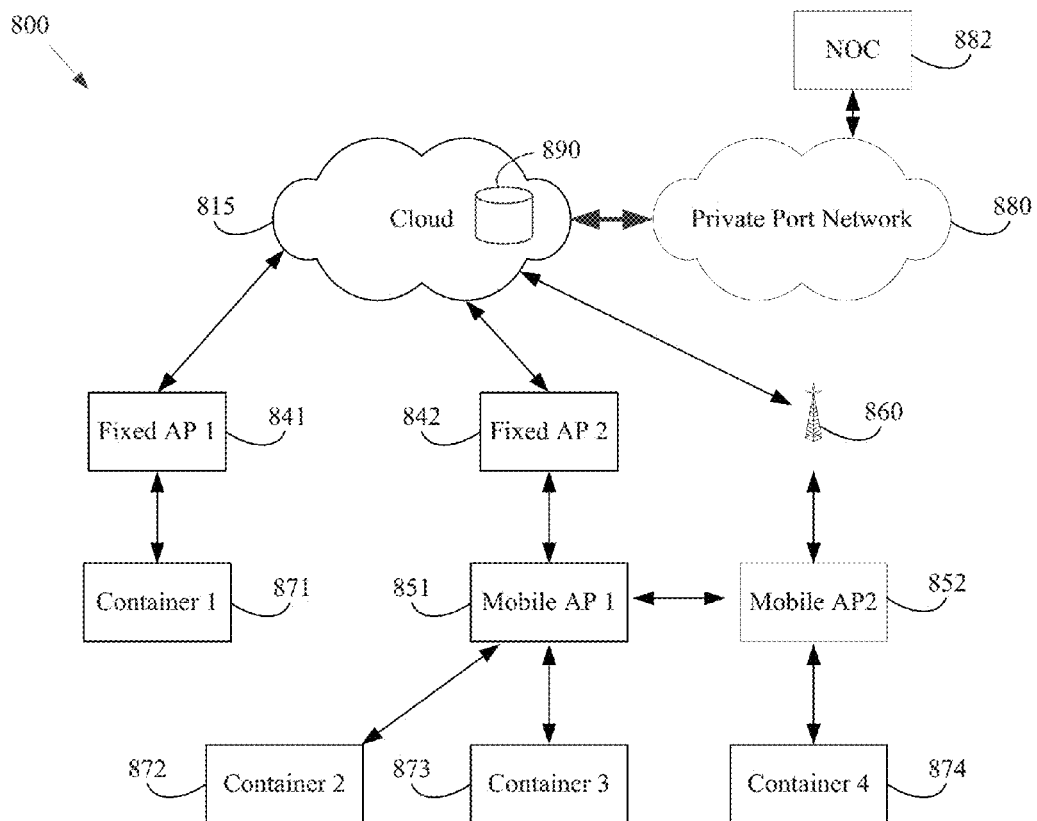 800
NOC
882
890
815
Cloud
Private Port Network
880
Fixed AP 1
841
842
Fixed AP 2
860
Container 1
871
851
Mobile AP 1
Mobile AP2
852
872
Container 2
873
Container 3
Container 4
874